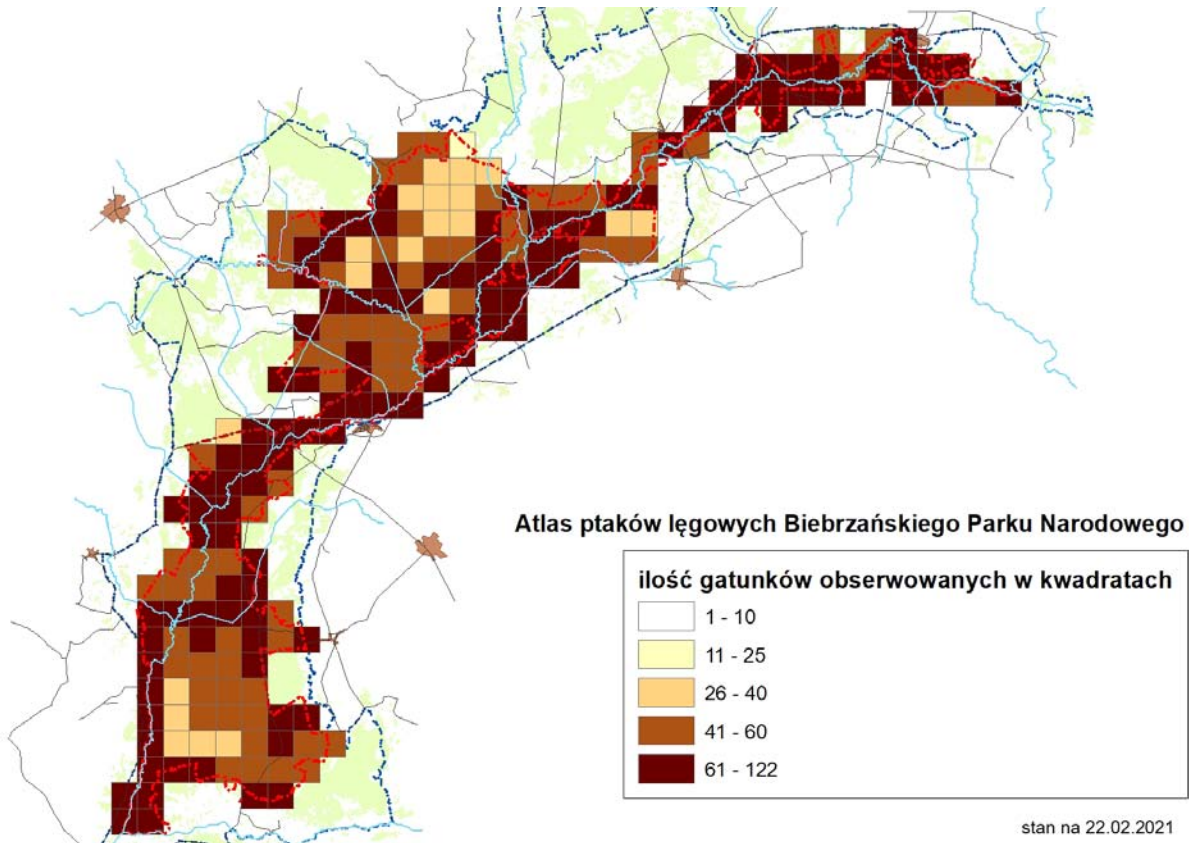 Atlas ptaków lęgowych Biebrzańskiego Parku Narodowego
ilość gatunków obserwowanych w kwadratach
1 - 10
11 - 25
26 - 40
41 - 60
61 - 122
stan na 22.02.2021